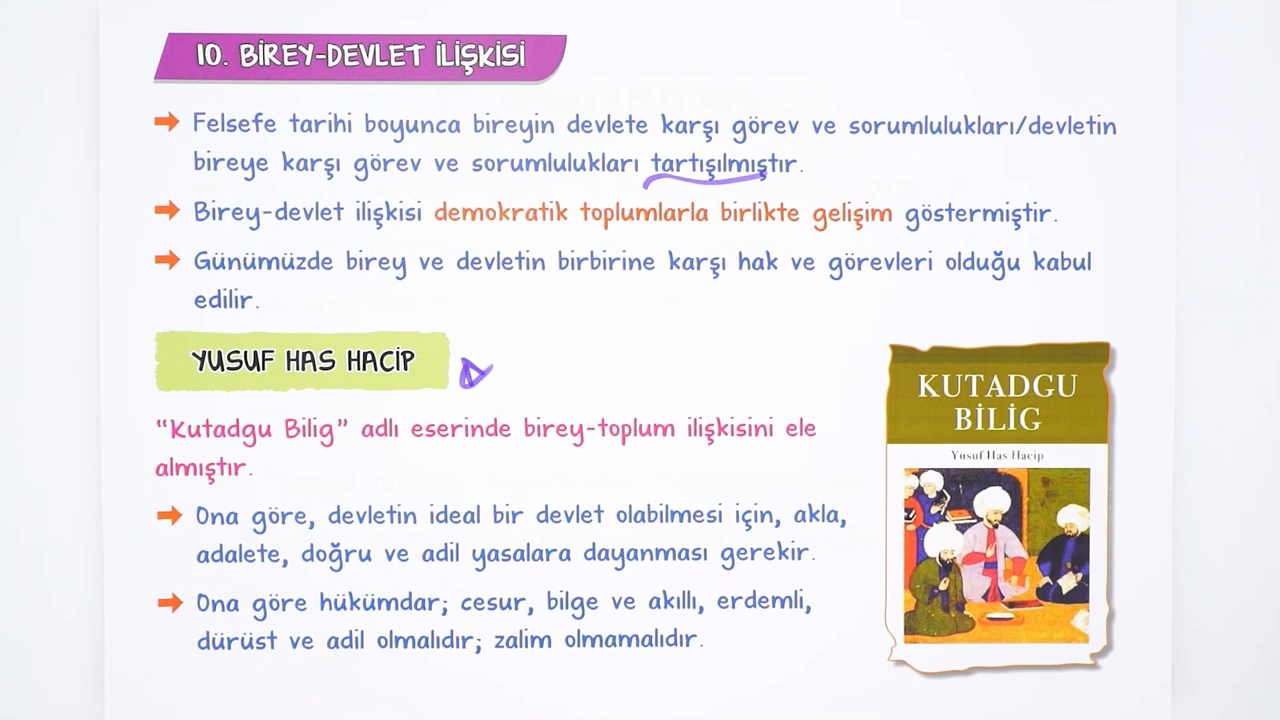 10. BİREY-DEVLET İLİŞKİSİ
Felsefe tarihi boyunca bireyin devlete karşı görev ve sorumlulukları/devletin
bireye karşı görev ve sorumlulukları tartışılmıştır.
Birey-devlet ilişkisi demokratik toplumlarla birlikte gelişim göstermiştir.
Günümüzde birey ve devletin birbirine karşı hak ve görevleri olduğu kabul
edilir.
YUSUF HAS HACİP
"Kutadgu Bilig" adlı eserinde birey-toplum ilişkisini ele
almıştır.
Ona göre, devletin ideal bir devlet olabilmesi için, akla,
adalete, doğru ve adil yasalara dayanması gerekir.
Ona göre hükümdar; cesur, bilge ve akıllı, erdemli,
dürüst ve adil olmalıdır; zalim olmamalıdır.
KUTADGU
BİLİG
Yusuf Has Hacip